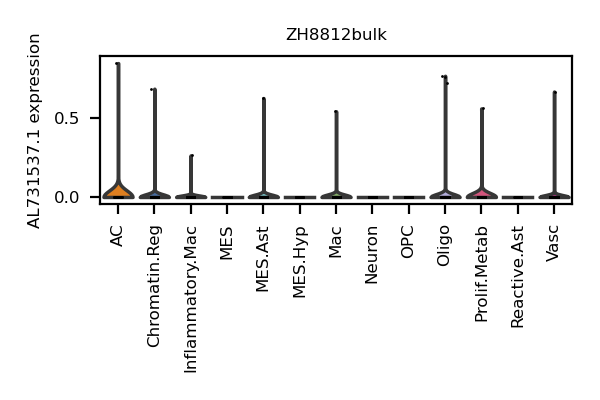 ZH8812bulk
AL731537.1 expression
0.5
0.0
AC
Chromatin.Reg
Inflammatory.Mac
MES
MES.Ast
MES.Hyp
Mac
Neuron
OPC
Oligo
Prolif.Metab
Reactive.Ast
Vasc